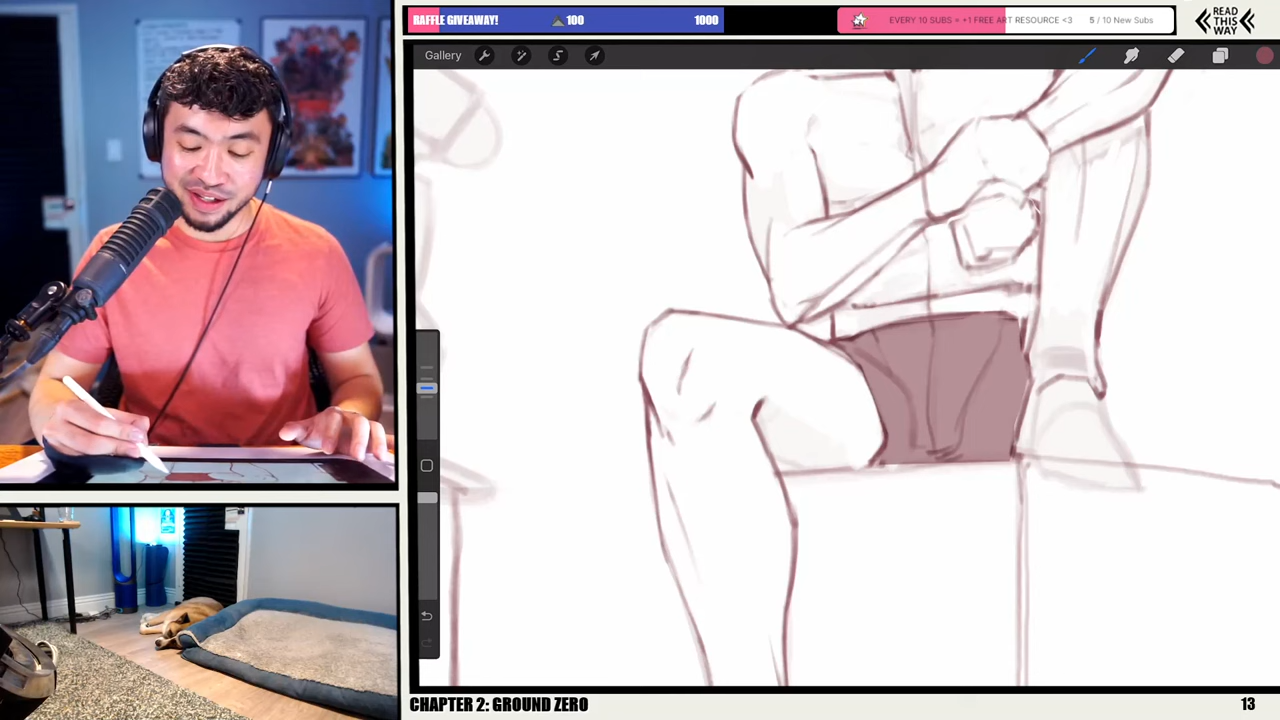 RAFFLE GIVEAWAY!
100
1000
EVERY 10 SUBS = +1 FREE ART RESOURCE <3
5 / 10 New Subs
READ
THIS
WAY
Gallery
CHAPTER 2: GROUND ZERO
13